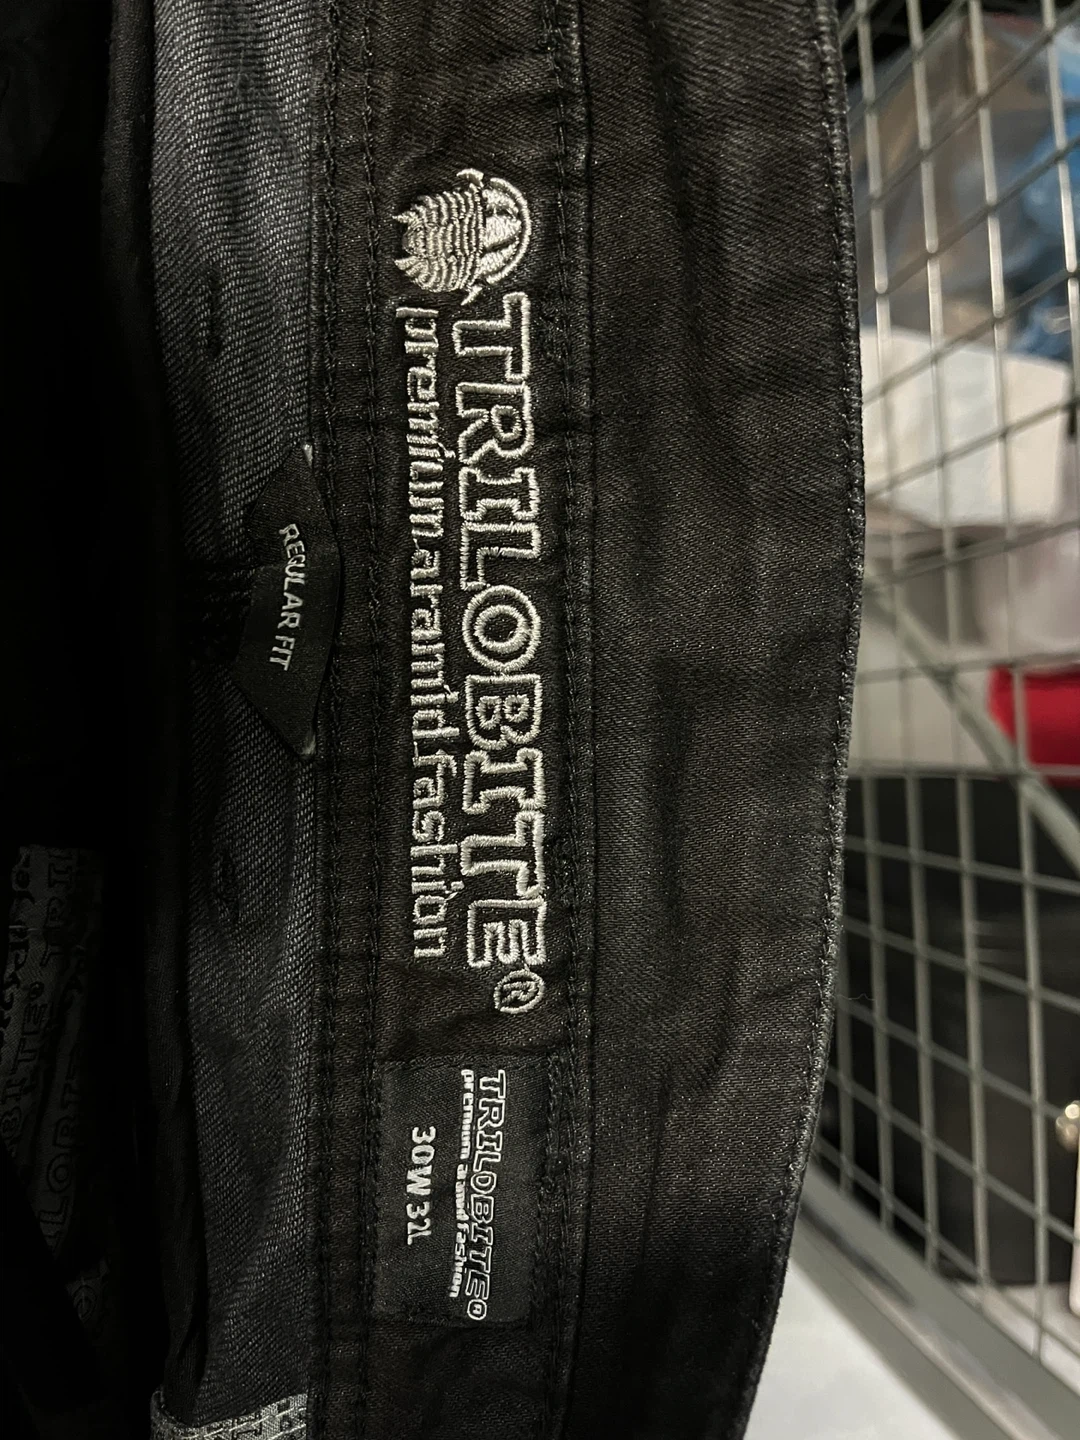 TRILOBITE®
premium aramid fashion
REGULAR FIT
TRILOBITE®
premium aramid fashion
30W 32L